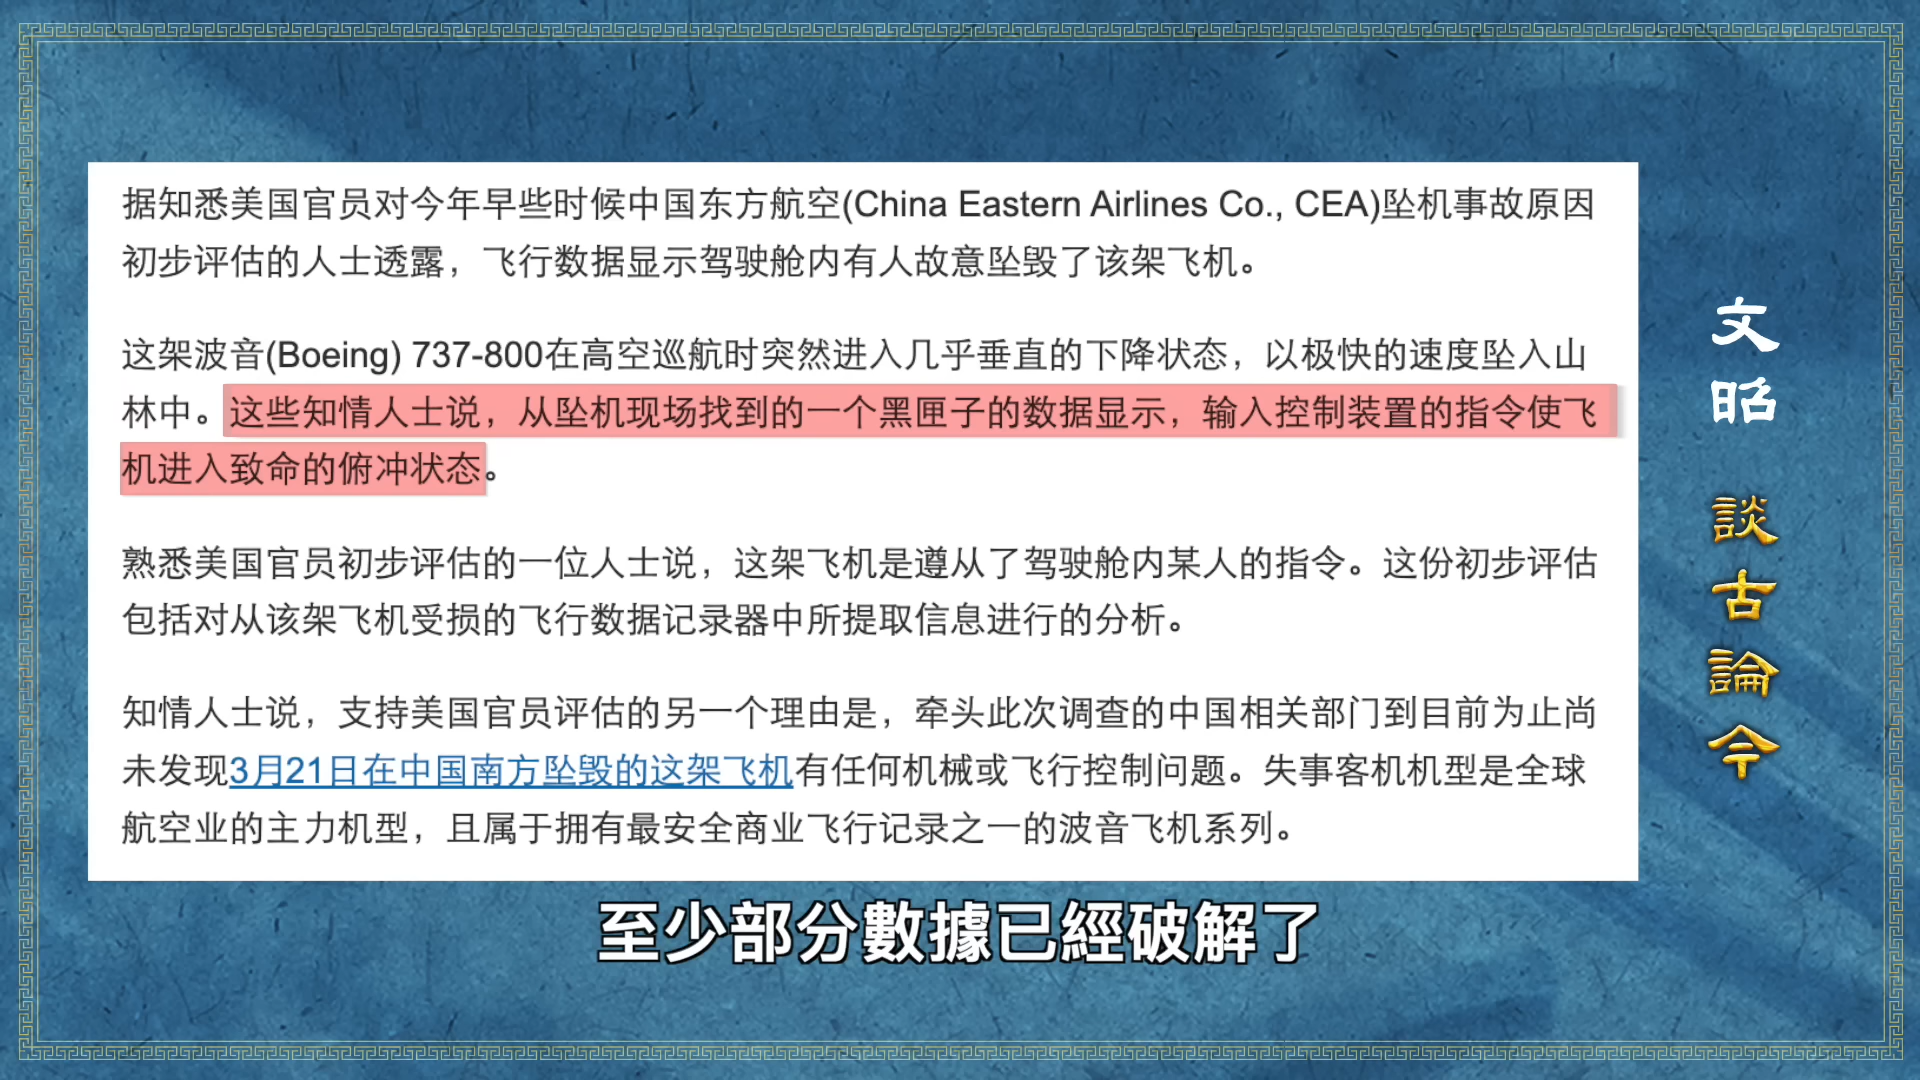 据知悉美国官员对今年早些时候中国东方航空(China Eastern Airlines Co., CEA)坠机事故原因
初步评估的人士透露，飞行数据显示驾驶舱内有人故意坠毁了该架飞机。
这架波音(Boeing) 737-800在高空巡航时突然进入几乎垂直的下降状态，以极快的速度坠入山
林中。这些知情人士说，从坠机现场找到的一个黑匣子的数据显示，输入控制装置的指令使飞
机进入致命的俯冲状态。
熟悉美国官员初步评估的一位人士说，这架飞机是遵从了驾驶舱内某人的指令。这份初步评估
包括对从该架飞机受损的飞行数据记录器中所提取信息进行的分析。
知情人士说，支持美国官员评估的另一个理由是，牵头此次调查的中国相关部门到目前为止尚
未发现3月21日在中国南方坠毁的这架飞机有任何机械或飞行控制问题。失事客机机型是全球
航空业的主力机型，且属于拥有最安全商业飞行记录之一的波音飞机系列。
文昭 談古論今
至少部分數據已經破解了